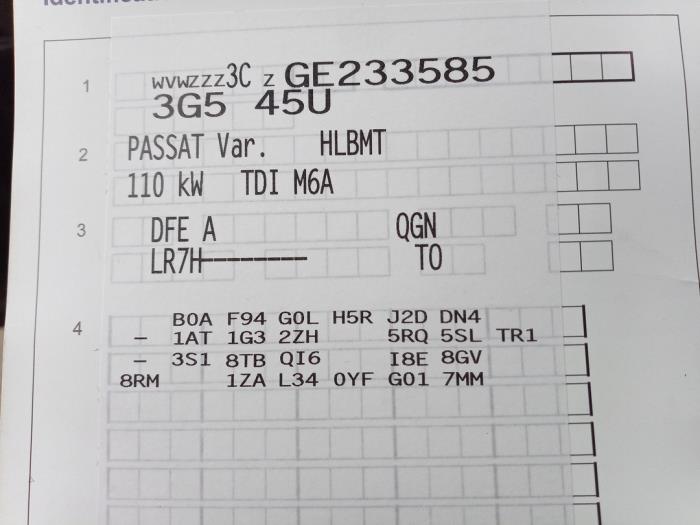 1 WVWZZZ3C Z GE233585
3G5 45U
2 PASSAT Var. HLBMT
110 kW TDI M6A
3 DFE A QGN
LR7H-------- TO
4 B0A F94 G0L H5R J2D DN4
- 1AT 1G3 2ZH 5RQ 5SL TR1
- 3S1 8TB QI6 I8E 8GV
8RM 1ZA L34 0YF G01 7MM